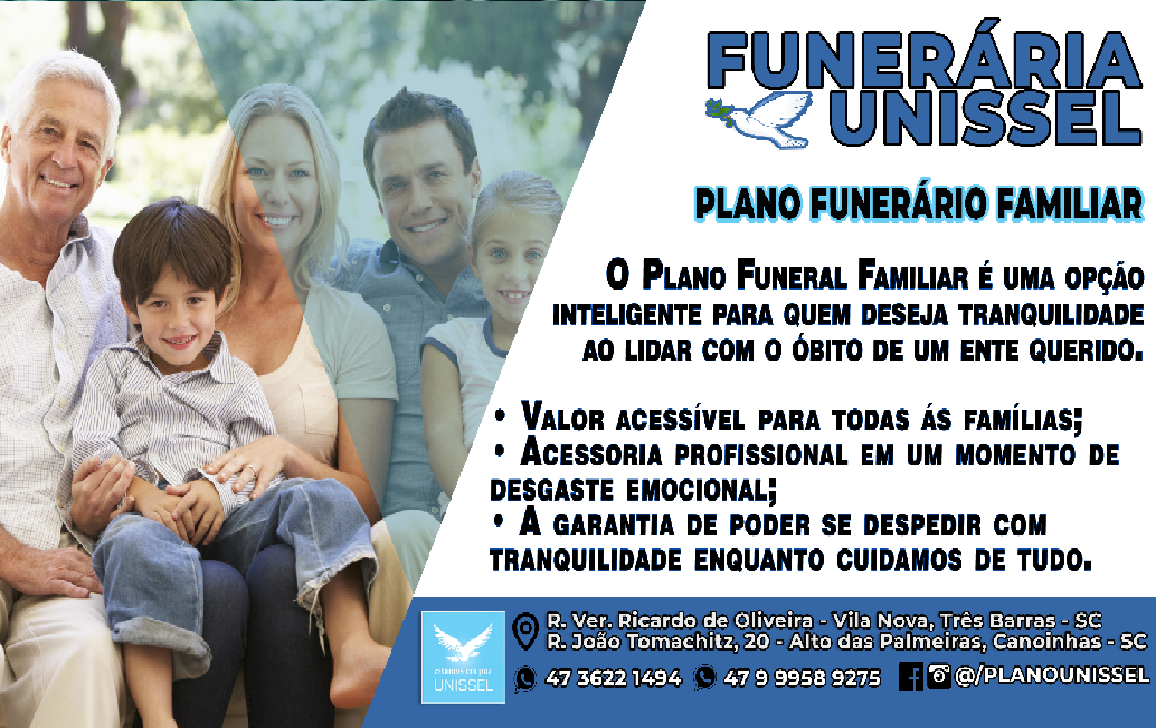 FUNERÁRIA
UNISSEL
PLANO FUNERÁRIO FAMILIAR
O PLANO FUNERAL FAMILIAR É UMA OPÇÃO
INTELIGENTE PARA QUEM DESEJA TRANQUILIDADE
AO LIDAR COM O ÓBITO DE UM ENTE QUERIDO.
• VALOR ACESSÍVEL PARA TODAS ÁS FAMÍLIAS;
• ACESSORIA PROFISSIONAL EM UM MOMENTO DE
DESGASTE EMOCIONAL;
• A GARANTIA DE PODER SE DESPEDIR COM
TRANQUILIDADE ENQUANTO CUIDAMOS DE TUDO.
R. Ver. Ricardo de Oliveira - Vila Nova, Três Barras - SC
R. João Tomachitz, 20 - Alto das Palmeiras, Canoinhas - SC
47 3622 1494 47 9 9958 9275 @/PLANOUNISSEL
UNISSEL